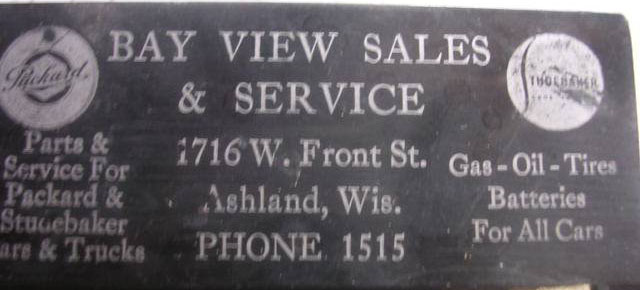 Packard
BAY VIEW SALES
& SERVICE
STUDEBAKER
Parts &
Service For
Packard &
Studebaker
ars & Trucks
1716 W. Front St.
Ashland, Wis.
PHONE 1515
Gas - Oil - Tires
Batteries
For All Cars